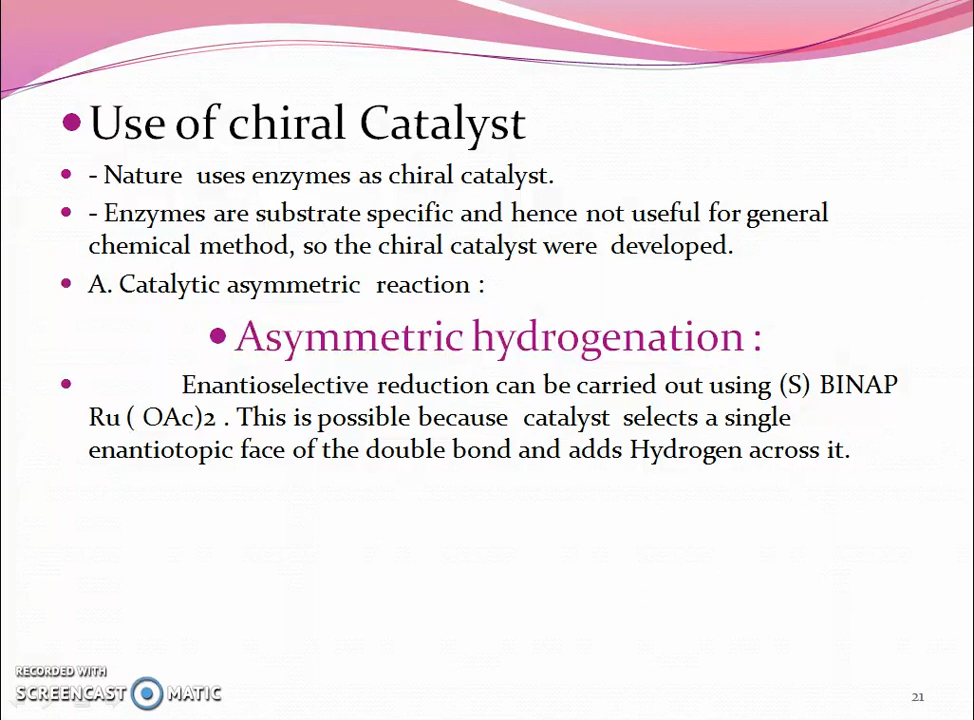 Use of chiral Catalyst
- Nature uses enzymes as chiral catalyst.
- Enzymes are substrate specific and hence not useful for general
chemical method, so the chiral catalyst were developed.
A. Catalytic asymmetric reaction :
Asymmetric hydrogenation :
Enantioselective reduction can be carried out using (S) BINAP
Ru ( OAc)2 . This is possible because catalyst selects a single
enantiotopic face of the double bond and adds Hydrogen across it.
RECORDED WITH
SCREENCAST MATIC
21